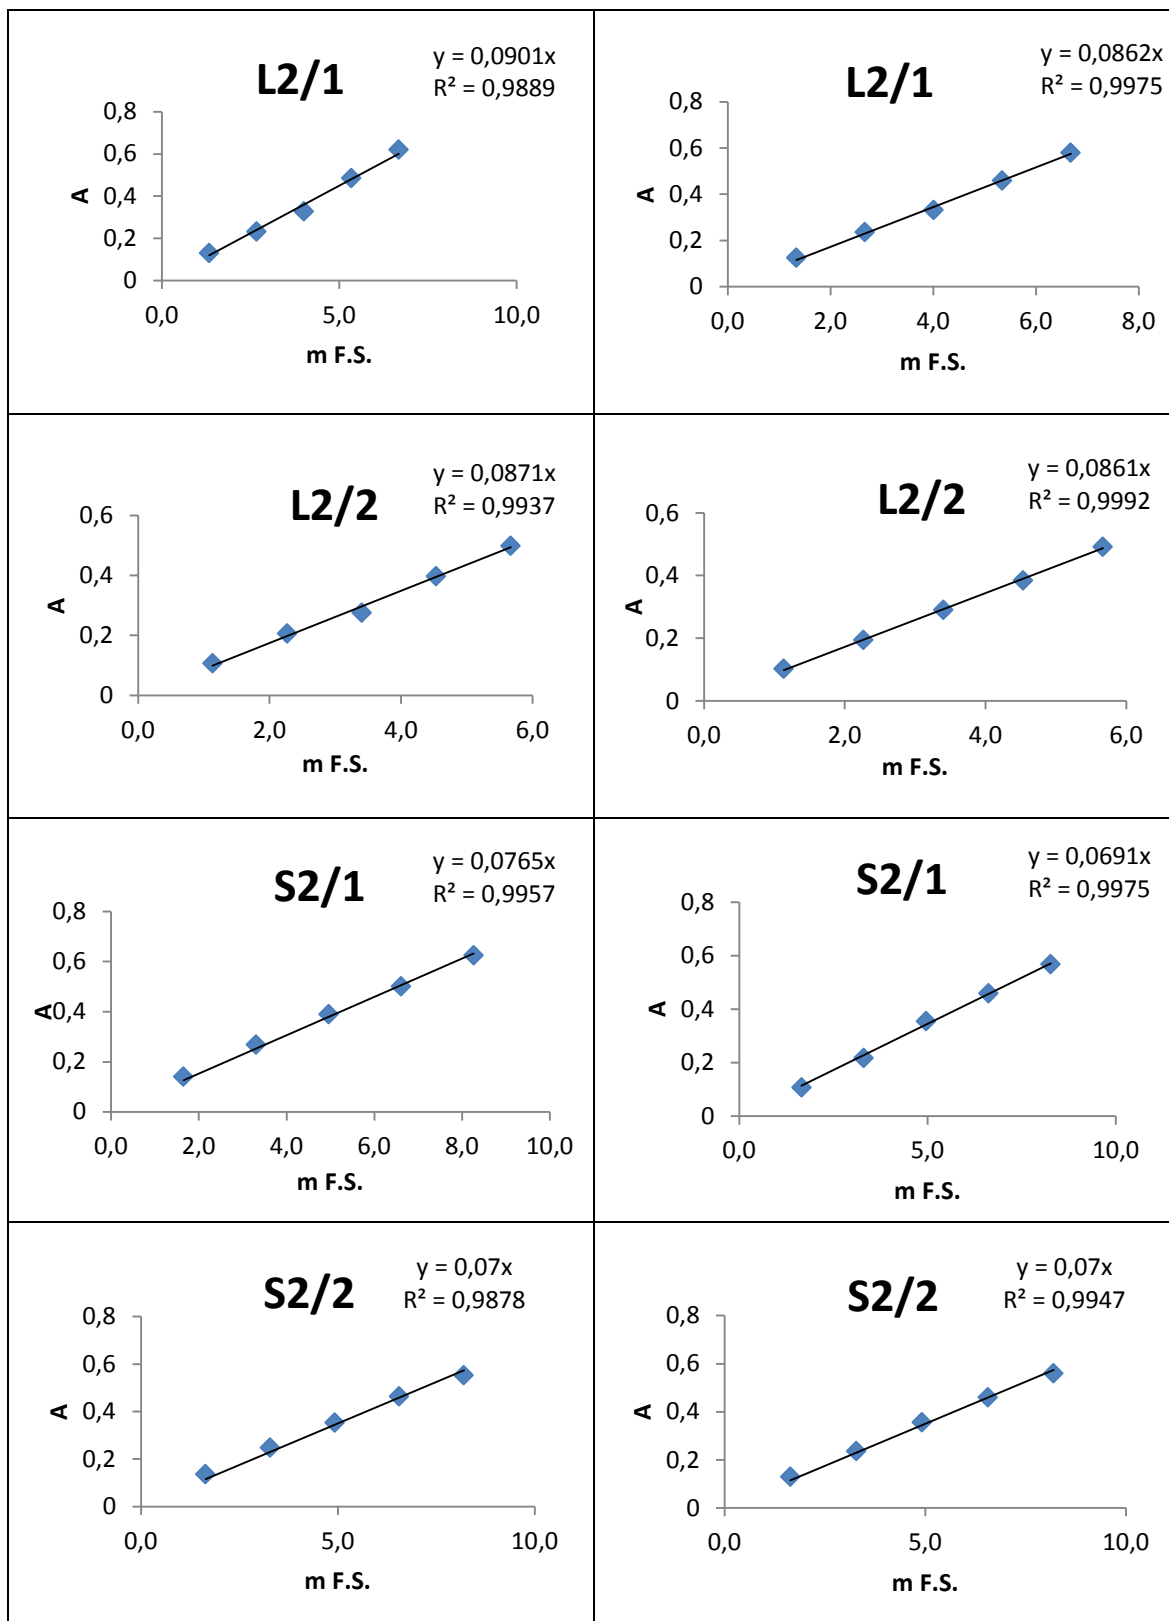 L2/1
y = 0,0901x
R² = 0,9889
0,8
0,6
0,4
0,2
0
A
0,0 5,0 10,0
m F.S.
L2/1
y = 0,0862x
R² = 0,9975
0,8
0,6
0,4
0,2
0
A
0,0 2,0 4,0 6,0 8,0
m F.S.
L2/2
y = 0,0871x
R² = 0,9937
0,6
0,4
0,2
0
A
0,0 2,0 4,0 6,0
m F.S.
L2/2
y = 0,0861x
R² = 0,9992
0,6
0,4
0,2
0
A
0,0 2,0 4,0 6,0
m F.S.
S2/1
y = 0,0765x
R² = 0,9957
0,8
0,6
0,4
0,2
0
A
0,0 2,0 4,0 6,0 8,0 10,0
m F.S.
S2/1
y = 0,0691x
R² = 0,9975
0,8
0,6
0,4
0,2
0
A
0,0 5,0 10,0
m F.S.
S2/2
y = 0,07x
R² = 0,9878
0,8
0,6
0,4
0,2
0
A
0,0 5,0 10,0
m F.S.
S2/2
y = 0,07x
R² = 0,9947
0,8
0,6
0,4
0,2
0
A
0,0 5,0 10,0
m F.S.